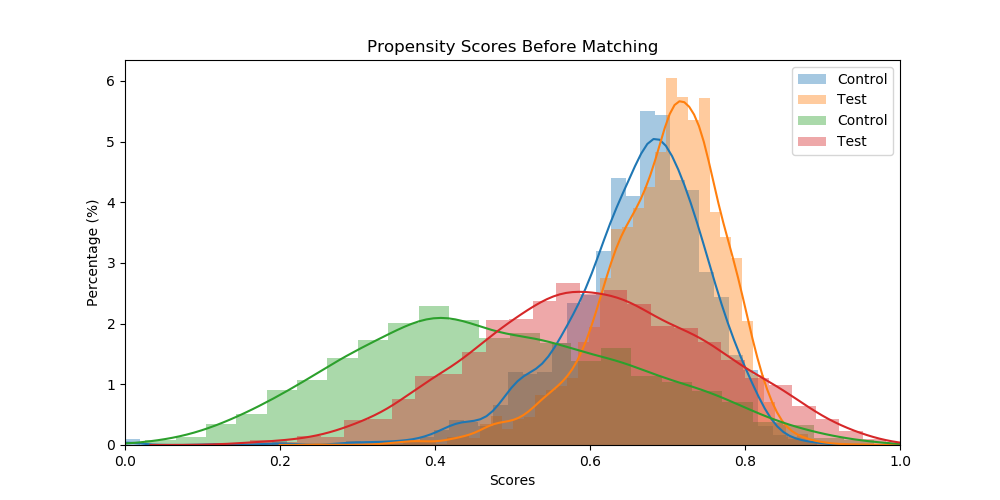 Propensity Scores Before Matching
Control
Test
Control
Test
Percentage (%)
6
5
4
3
2
1
0
0.0 0.2 0.4 0.6 0.8 1.0
Scores